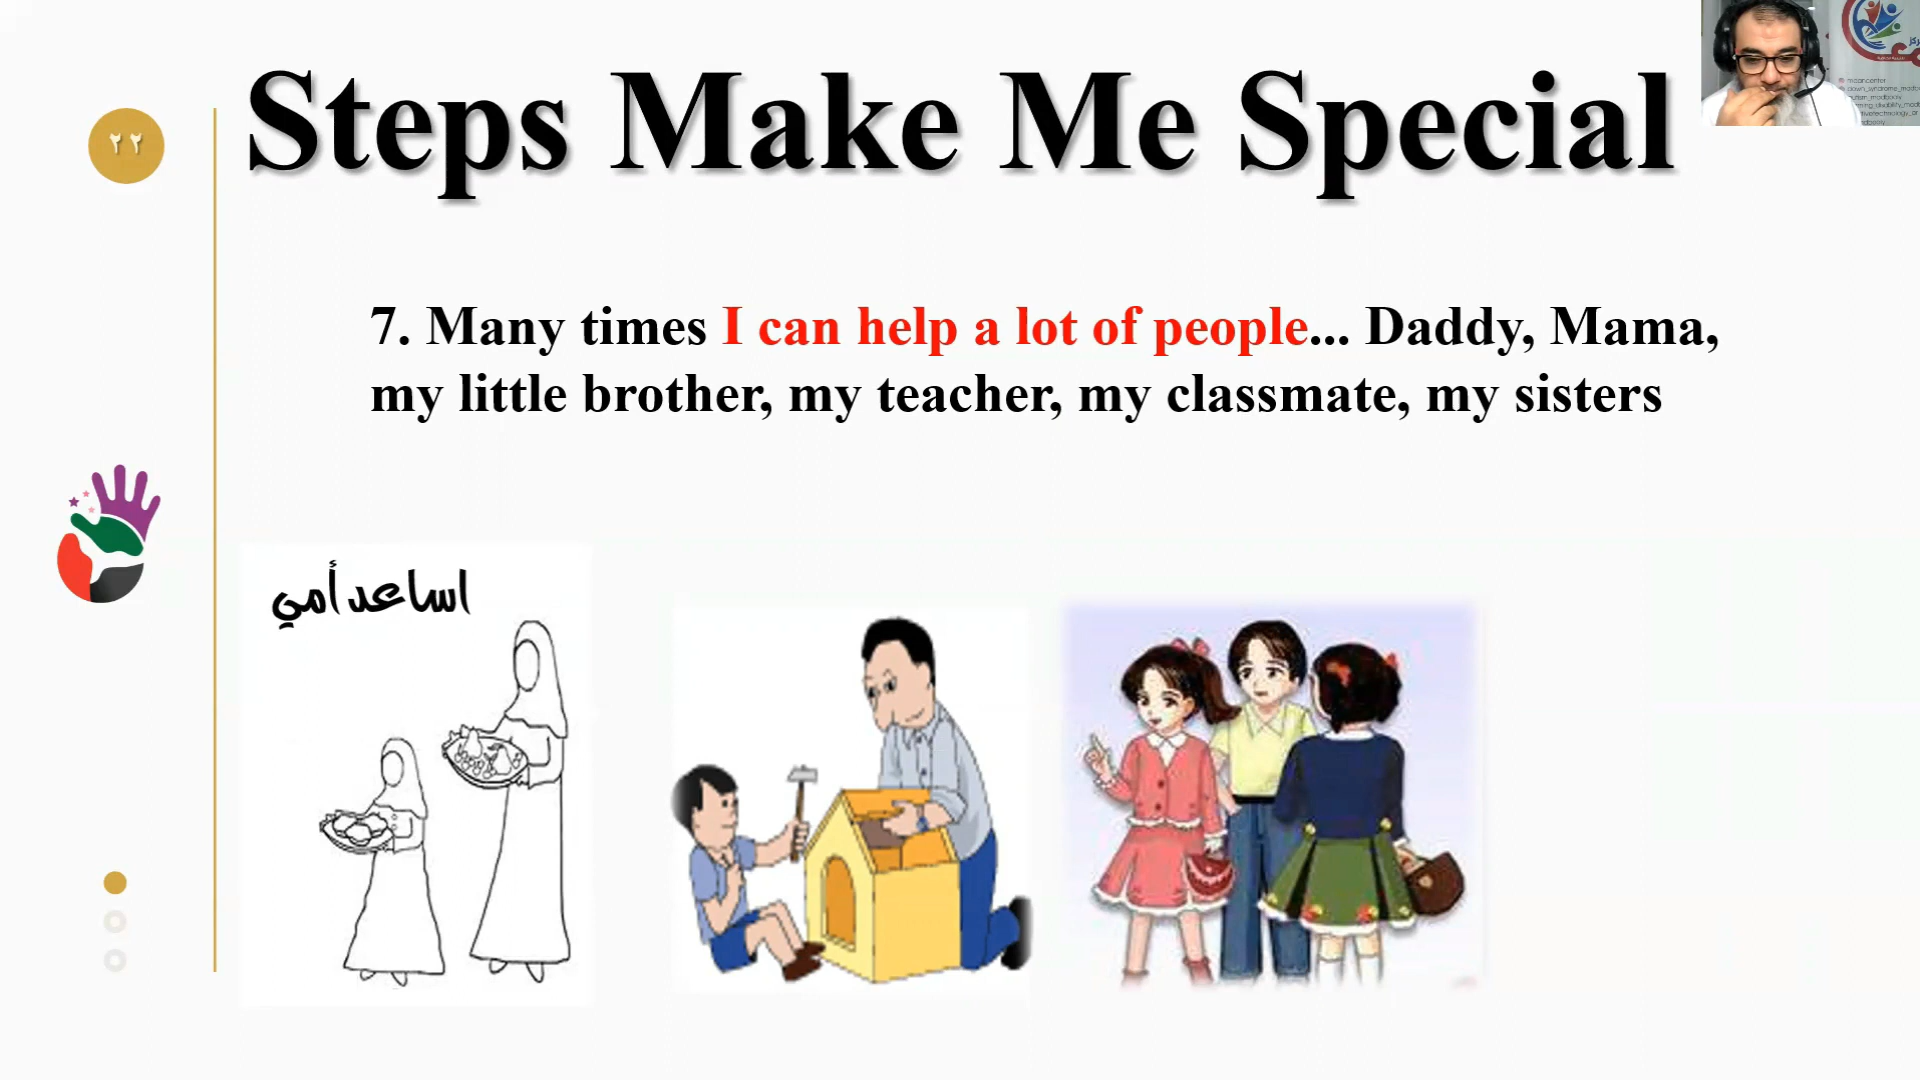 ٢٢
Steps Make Me Special
7. Many times I can help a lot of people... Daddy, Mama,
my little brother, my teacher, my classmate, my sisters
اساعد أمي
maancenter